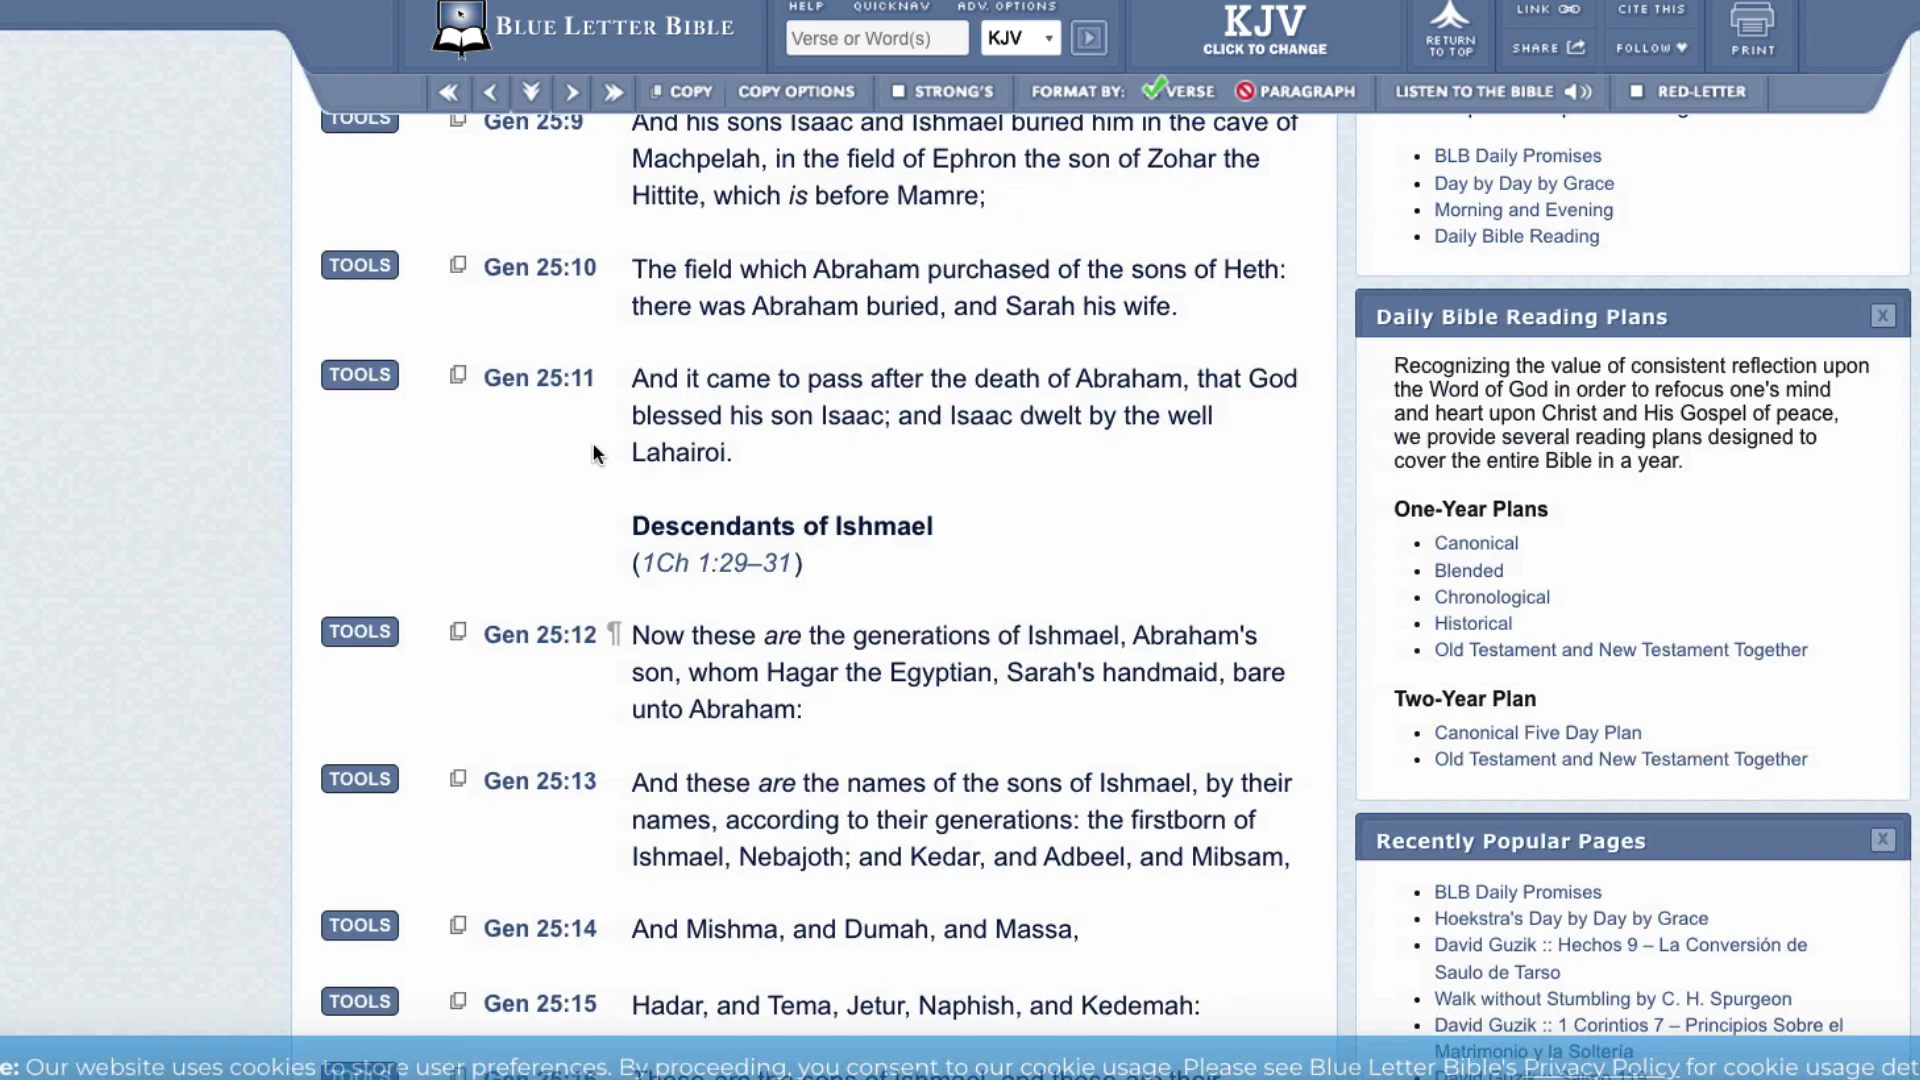 HELP QUICKNAV ADV. OPTIONS
BLUE LETTER BIBLE
Verse or Word(s)
KJV
KJV
CLICK TO CHANGE
RETURN
TO TOP
LINK
CITE THIS
SHARE
FOLLOW
PRINT
COPY
COPY OPTIONS
STRONG'S
FORMAT BY: VERSE PARAGRAPH
LISTEN TO THE BIBLE
RED-LETTER
TOOLS Gen 25:9 And his sons Isaac and Ishmael buried him in the cave of
Machpelah, in the field of Ephron the son of Zohar the
Hittite, which is before Mamre;
TOOLS Gen 25:10 The field which Abraham purchased of the sons of Heth:
there was Abraham buried, and Sarah his wife.
TOOLS Gen 25:11 And it came to pass after the death of Abraham, that God
blessed his son Isaac; and Isaac dwelt by the well
Lahairoi.
Descendants of Ishmael
(1Ch 1:29–31)
TOOLS Gen 25:12 ¶ Now these are the generations of Ishmael, Abraham's
son, whom Hagar the Egyptian, Sarah's handmaid, bare
unto Abraham:
TOOLS Gen 25:13 And these are the names of the sons of Ishmael, by their
names, according to their generations: the firstborn of
Ishmael, Nebajoth; and Kedar, and Adbeel, and Mibsam,
TOOLS Gen 25:14 And Mishma, and Dumah, and Massa,
TOOLS Gen 25:15 Hadar, and Tema, Jetur, Naphish, and Kedemah:
BLB Daily Promises
Day by Day by Grace
Morning and Evening
Daily Bible Reading
Daily Bible Reading Plans X
Recognizing the value of consistent reflection upon
the Word of God in order to refocus one's mind
and heart upon Christ and His Gospel of peace,
we provide several reading plans designed to
cover the entire Bible in a year.
One-Year Plans
Canonical
Blended
Chronological
Historical
Old Testament and New Testament Together
Two-Year Plan
Canonical Five Day Plan
Old Testament and New Testament Together
Recently Popular Pages X
BLB Daily Promises
Hoekstra's Day by Day by Grace
David Guzik :: Hechos 9 – La Conversión de
Saulo de Tarso
Walk without Stumbling by C. H. Spurgeon
David Guzik :: 1 Corintios 7 – Principios Sobre el
Matrimonio y la Soltería
e: Our website uses cookies to store user preferences. By proceeding, you consent to our cookie usage. Please see Blue Letter Bible's Privacy Policy for cookie usage det